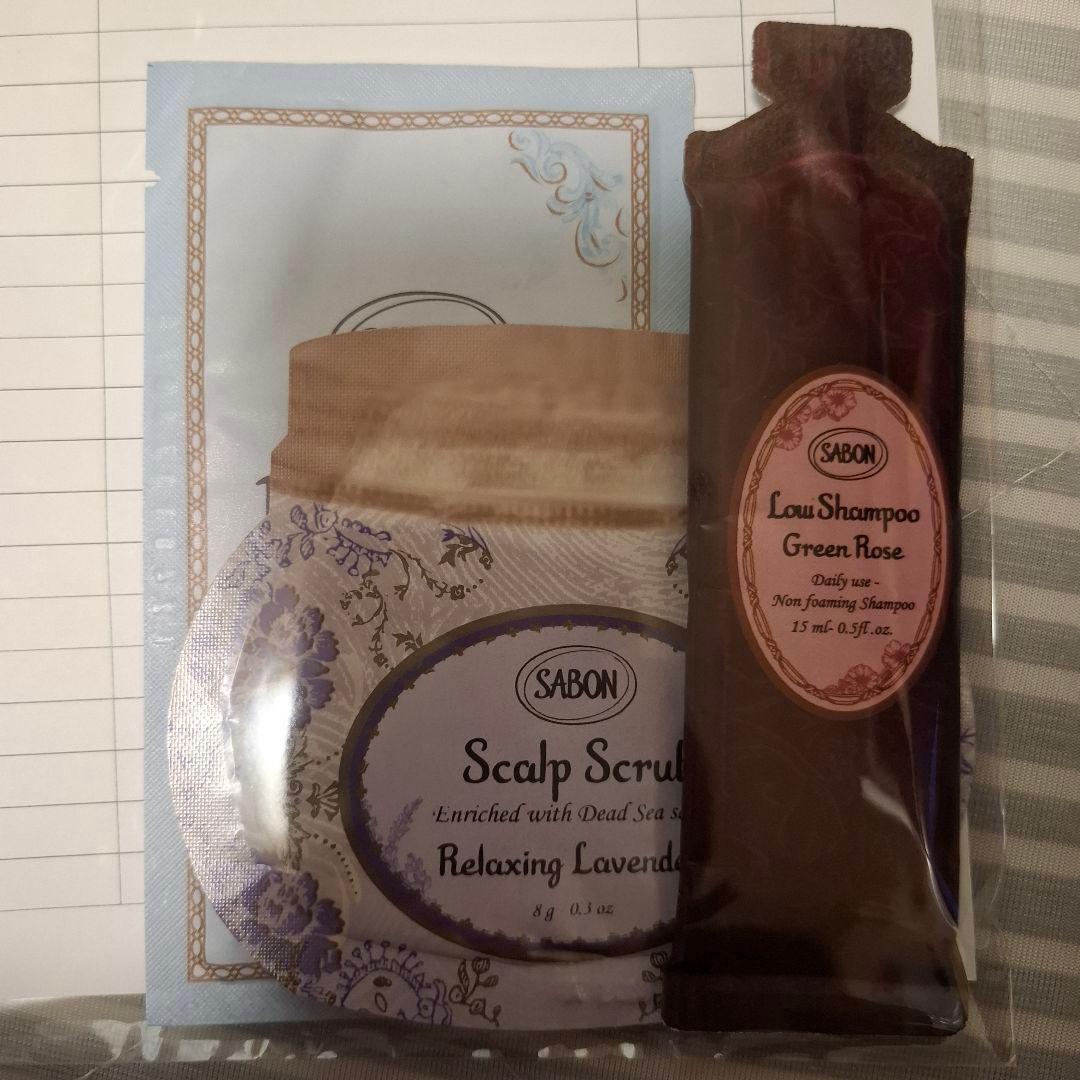 SABON
Scalp Scrub
Enriched with Dead Sea
Relaxing Lavende
8 g 0.3 oz
SABON
Low Shampoo
Green Rose
Daily use -
Non foaming Shampoo
15 ml- 0.5fl.oz.